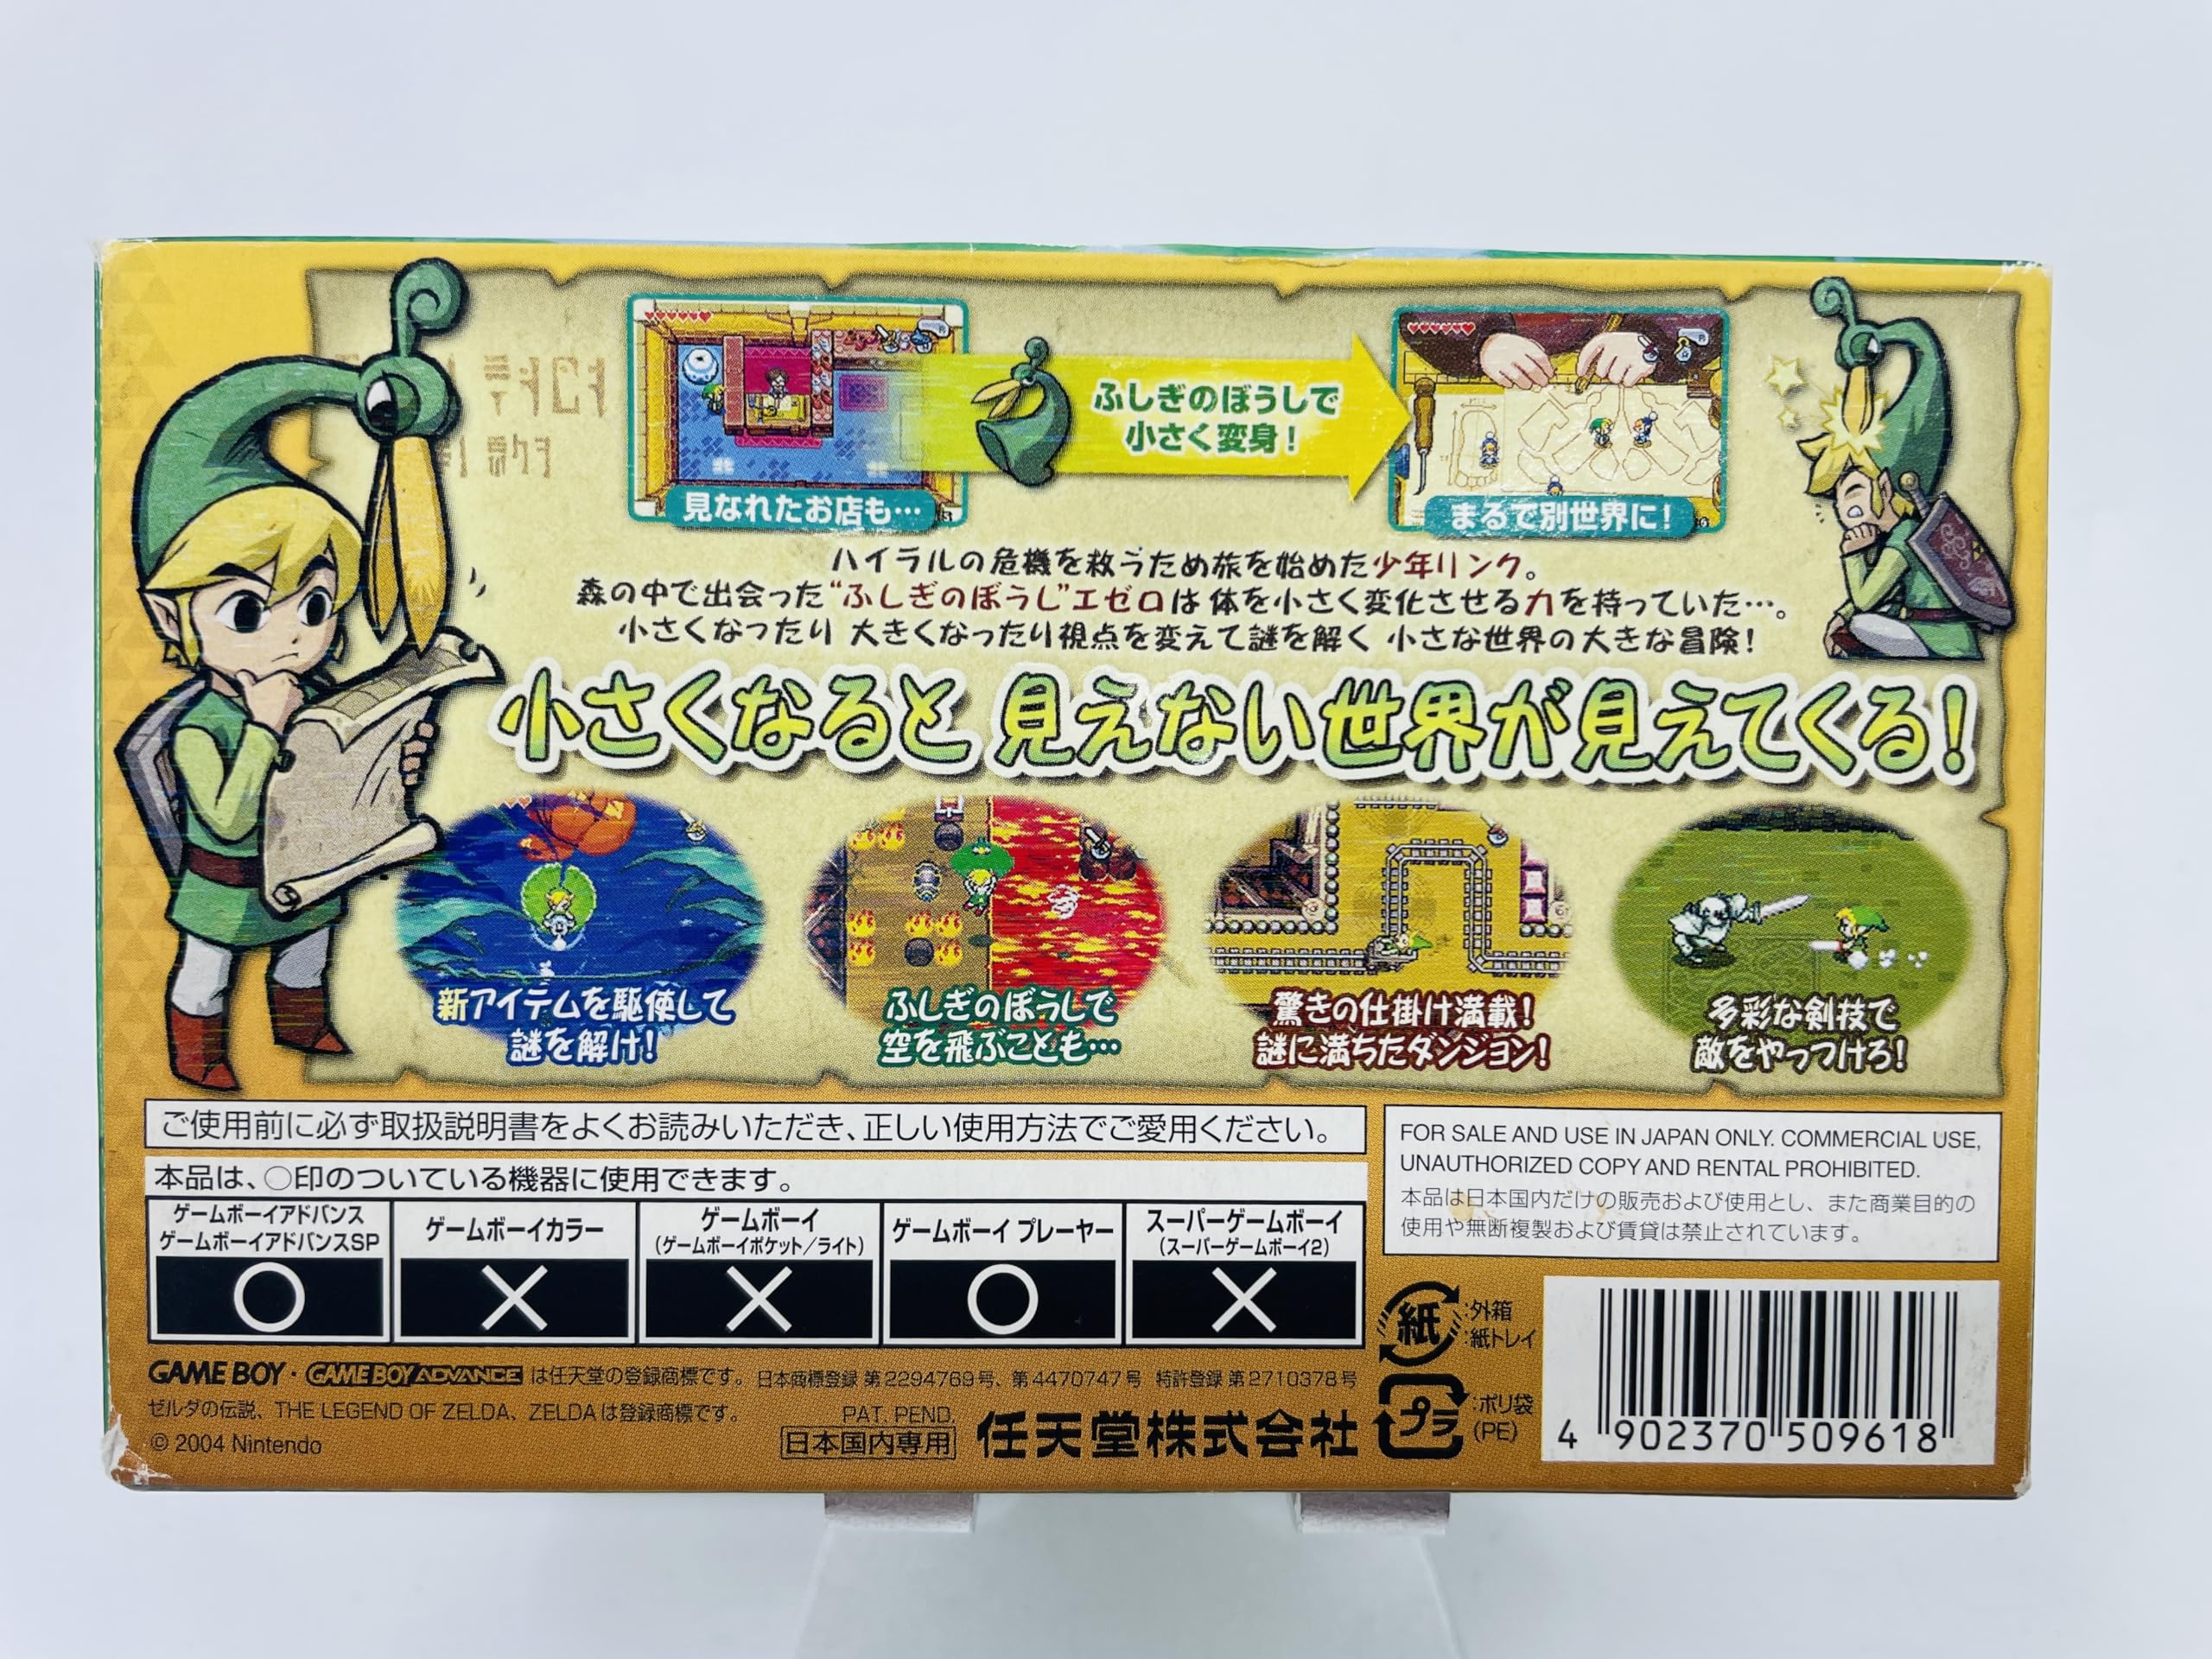 ふしぎのぼうしで
小さく変身!
見なれたお店も…
まるで別世界に!
ハイラルの危機を救うため旅を始めた少年リンク。
森の中で出会った"ふしぎのぼうし"エゼロは 体を小さく変化させる力を持っていた…。
小さくなったり 大きくなったり視点を変えて謎を解く 小さな世界の大きな冒険!
小さくなると 見えない世界が見えてくる!
新アイテムを駆使して
謎を解け!
ふしぎのぼうしで
空を飛ぶことも…
驚きの仕掛け満載!
謎に満ちたダンジョン!
多彩な剣技で
敵をやっつけろ!
ご使用前に必ず取扱説明書をよくお読みいただき、正しい使用方法でご愛用ください。
本品は、○印のついている機器に使用できます。
ゲームボーイアドバンス
ゲームボーイアドバンスSP
○
ゲームボーイカラー
×
ゲームボーイ
(ゲームボーイポケット/ライト)
×
ゲームボーイ プレーヤー
○
スーパーゲームボーイ
(スーパーゲームボーイ2)
×
FOR SALE AND USE IN JAPAN ONLY. COMMERCIAL USE,
UNAUTHORIZED COPY AND RENTAL PROHIBITED.
本品は日本国内だけの販売および使用とし、また商業目的の
使用や無断複製および賃貸は禁止されています。
GAME BOY・GAME BOY ADVANCE は任天堂の登録商標です。日本商標登録 第2294769号、第4470747号 特許登録 第2710378号
ゼルダの伝説、THE LEGEND OF ZELDA、ZELDAは登録商標です。
© 2004 Nintendo
PAT. PEND.
日本国内専用
任天堂株式会社
紙
:外箱
:紙トレイ
プラ
:ポリ袋
(PE)
4 902370 509618